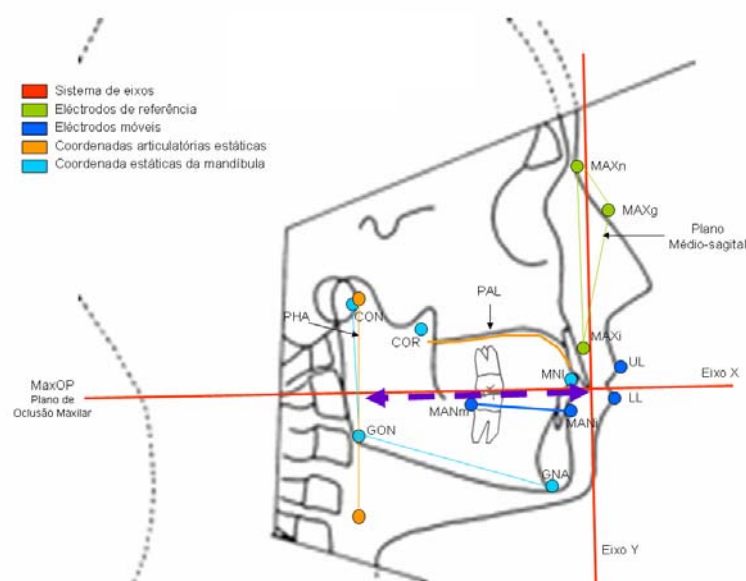 Sistema de eixos
Eléctrodos de referência
Eléctrodos móveis
Coordenadas articulatórias estáticas
Coordenada estáticas da mandíbula
MAXn
MAXg
Plano
Médio-sagital
PAL
PHA
CON
COR
MAXi
UL
MNI
Eixo X
MaxOP
Plano de
Oclusão Maxilar
MANm
LL
MANi
GON
GNA
Eixo Y